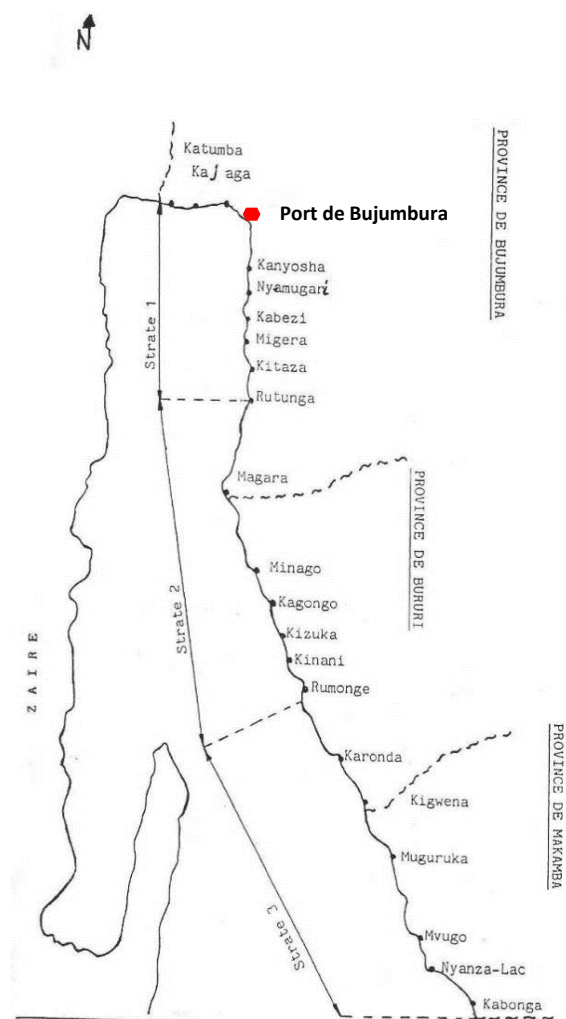 N
Katumba
Kajaga
Port de Bujumbura
PROVINCE DE BUJUMBURA
Kanyosha
Nyamugari
Kabezi
Migera
Strate 1
Kitaza
Rutunga
Magara
PROVINCE DE BURURI
Minago
Kagongo
Strate 2
Kizuka
Kinani
ZAIRE
Rumonge
Karonda
PROVINCE DE MAKAMBA
Kigwena
Muguruka
Strate 3
Mvugo
Nyanza-Lac
Kabonga